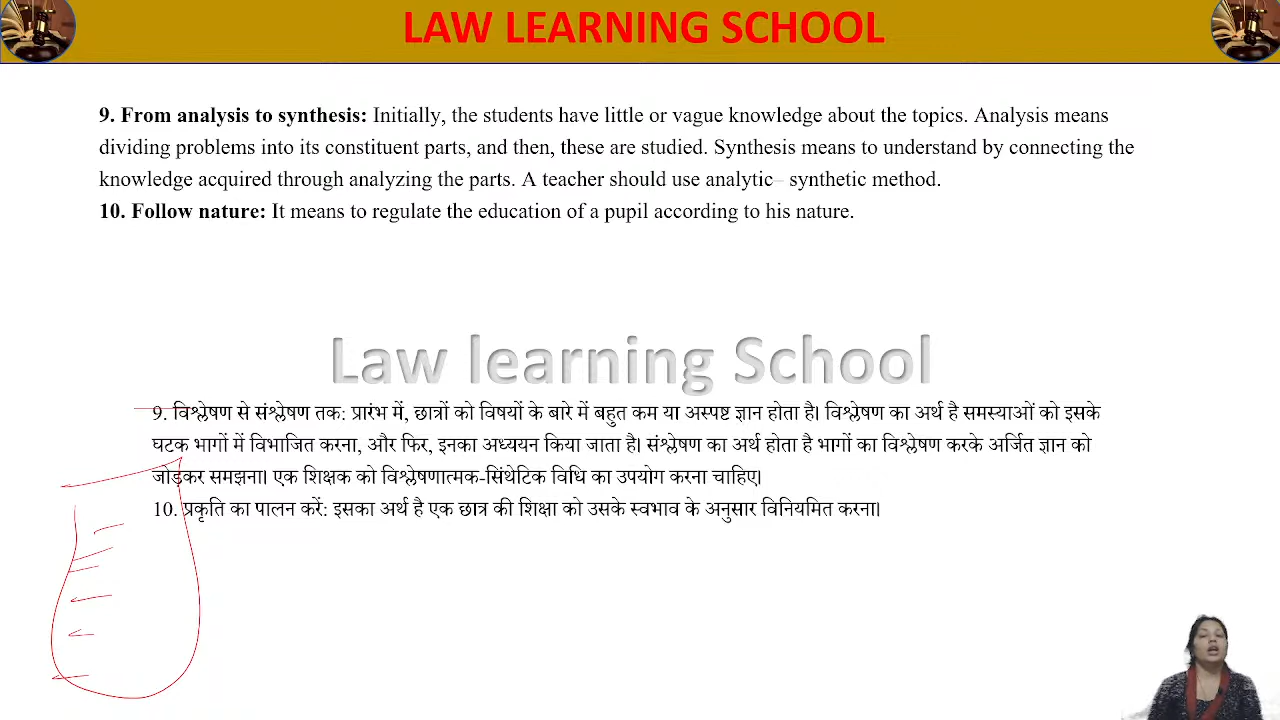 LAW LEARNING SCHOOL
9. From analysis to synthesis: Initially, the students have little or vague knowledge about the topics. Analysis means
dividing problems into its constituent parts, and then, these are studied. Synthesis means to understand by connecting the
knowledge acquired through analyzing the parts. A teacher should use analytic– synthetic method.
10. Follow nature: It means to regulate the education of a pupil according to his nature.
Law learning School
9. विश्लेषण से संश्लेषण तक: प्रारंभ में, छात्रों को विषयों के बारे में बहुत कम या अस्पष्ट ज्ञान होता है। विश्लेषण का अर्थ है समस्याओं को इसके
घटक भागों में विभाजित करना, और फिर, इनका अध्ययन किया जाता है। संश्लेषण का अर्थ होता है भागों का विश्लेषण करके अर्जित ज्ञान को
जोड़कर समझना। एक शिक्षक को विश्लेषणात्मक-सिंथेटिक विधि का उपयोग करना चाहिए।
10. प्रकृति का पालन करें: इसका अर्थ है एक छात्र की शिक्षा को उसके स्वभाव के अनुसार विनियमित करना।